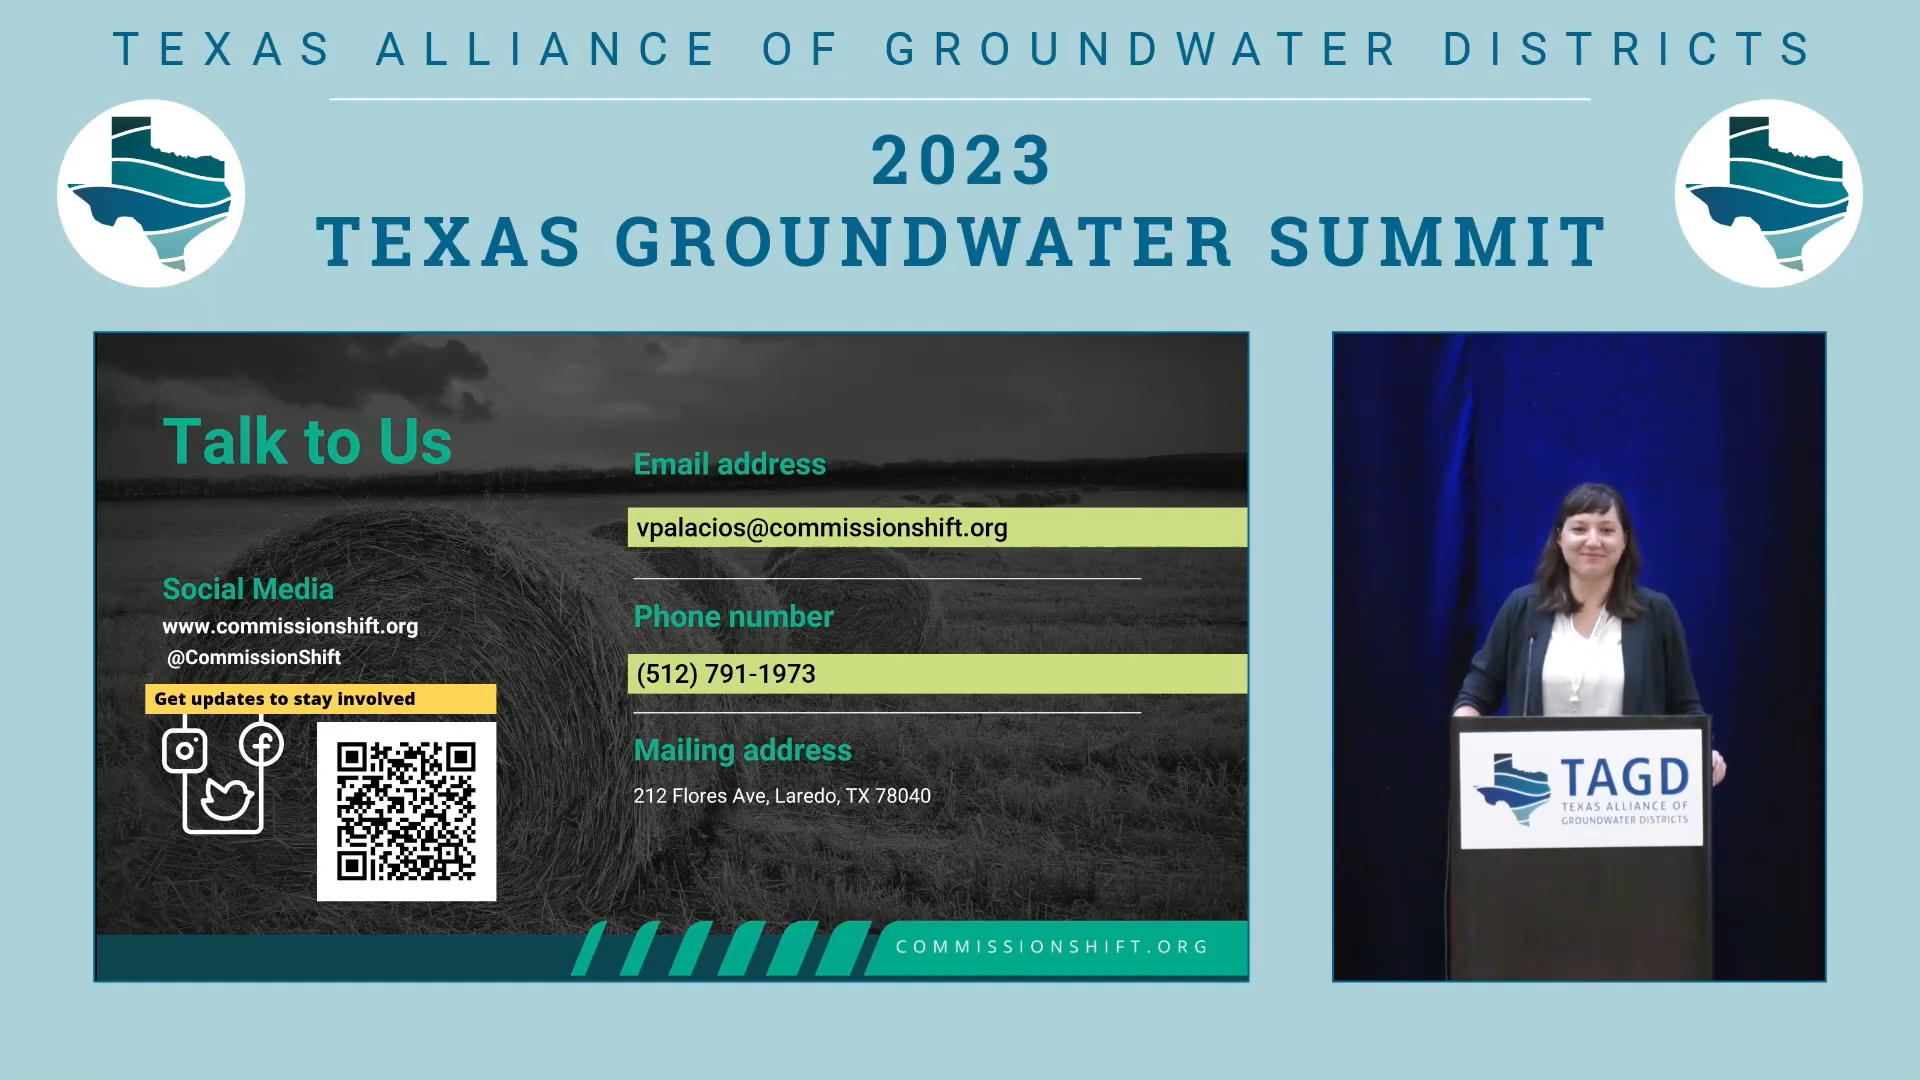 TEXAS ALLIANCE OF GROUNDWATER DISTRICTS
2023
TEXAS GROUNDWATER SUMMIT
Talk to Us
Social Media
www.commissionshift.org
@CommissionShift
Get updates to stay involved
Email address
vpalacios@commissionshift.org
Phone number
(512) 791-1973
Mailing address
212 Flores Ave, Laredo, TX 78040
COMMISSIONSHIFT.ORG
TAGD
TEXAS ALLIANCE OF
GROUNDWATER DISTRICTS